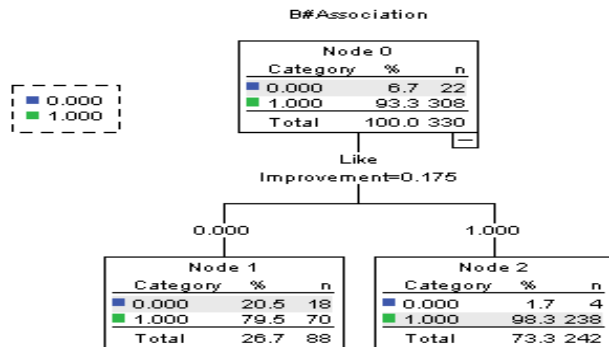 B#Association
Node 0
Category % n
0.000 6.7 22
1.000 93.3 308
Total 100.0 330
0.000
1.000
Like
Improvement=0.175
0.000 1.000
Node 1
Category % n
0.000 20.5 18
1.000 79.5 70
Total 26.7 88
Node 2
Category % n
0.000 1.7 4
1.000 98.3 238
Total 73.3 242